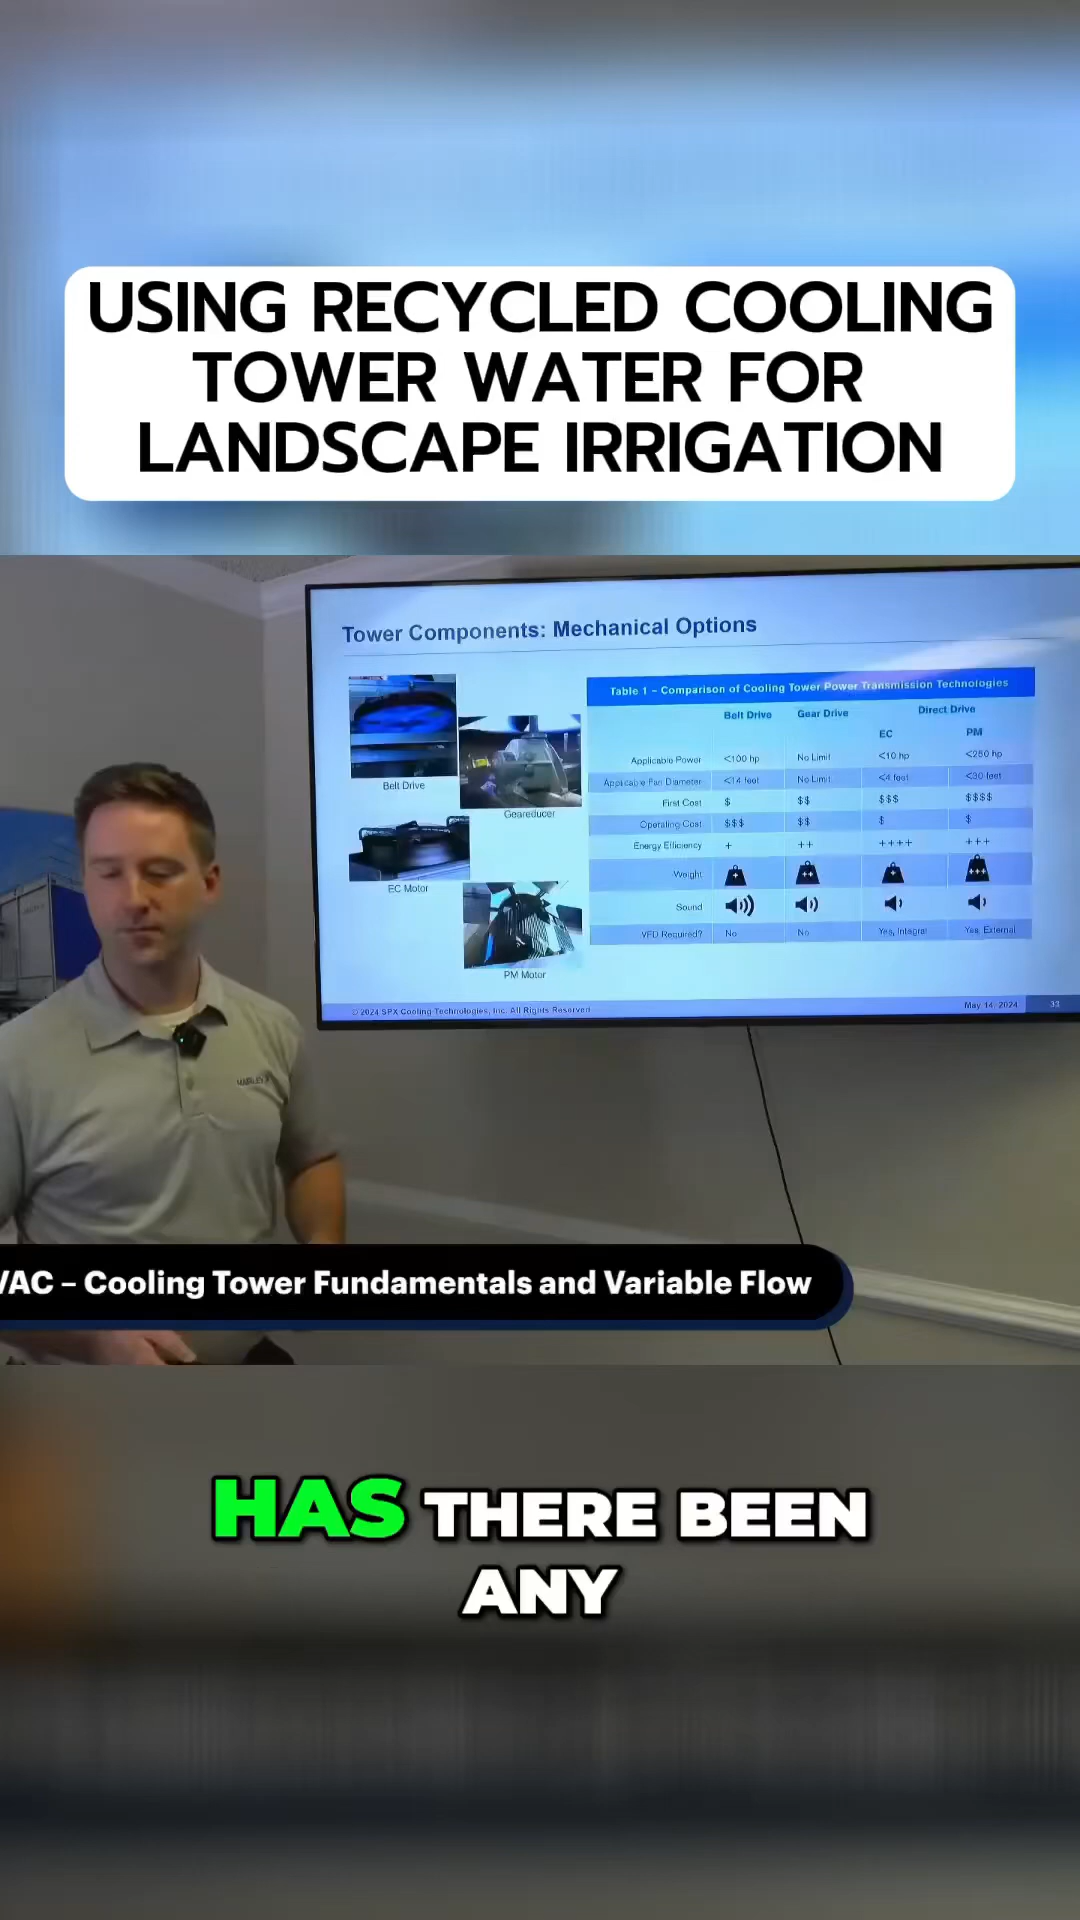 USING RECYCLED COOLING
TOWER WATER FOR
LANDSCAPE IRRIGATION
Tower Components: Mechanical Options
Belt Drive
Geareducer
EC Motor
PM Motor
Table 1 – Comparison of Cooling Tower Power Transmission Technologies
Belt Drive Gear Drive Direct Drive
EC PM
Applicable Power <100 hp No Limit <10 hp <250 hp
Applicable Fan Diameter <14 feet No Limit <4 feet <30 feet
First Cost $ $$ $$$ $$$$
Operating Cost $$$ $$ $ $
Energy Efficiency + ++ ++++ +++
Weight + ++ + +++
Sound
VFD Required? No No Yes, Integral Yes, External
© 2024 SPX Cooling Technologies, Inc. All Rights Reserved
May 14, 2024 33
MARLEY
VAC – Cooling Tower Fundamentals and Variable Flow
HAS THERE BEEN
ANY